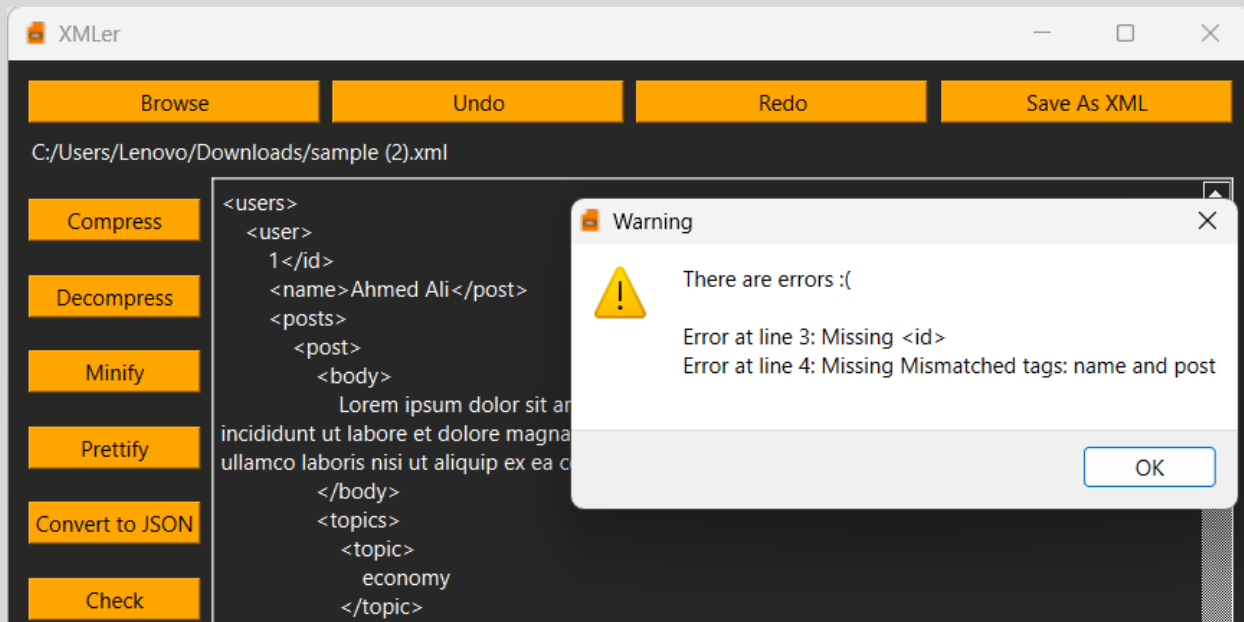 XMLer
Browse Undo Redo Save As XML
C:/Users/Lenovo/Downloads/sample (2).xml
Compress
Decompress
Minify
Prettify
Convert to JSON
Check
<users>
<user>
1</id>
<name>Ahmed Ali</post>
<posts>
<post>
<body>
Lorem ipsum dolor sit
incididunt ut labore et dolore magna
ullamco laboris nisi ut aliquip ex ea
</body>
<topics>
<topic>
economy
</topic>
Warning
There are errors :(
Error at line 3: Missing <id>
Error at line 4: Missing Mismatched tags: name and post
OK